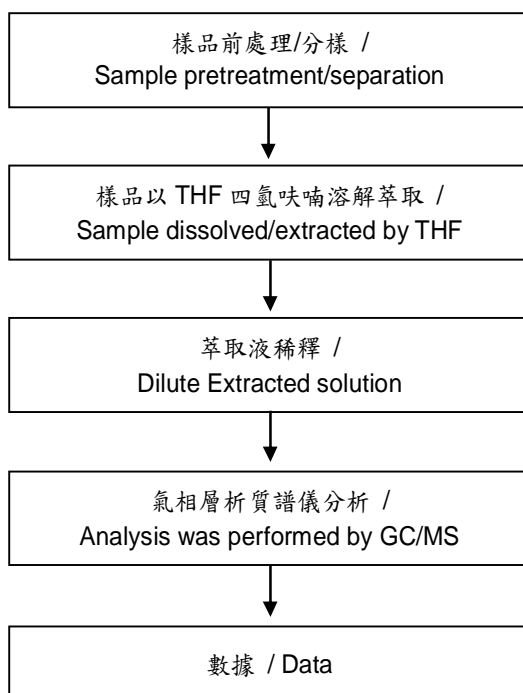 樣品前處理/分樣 /
Sample pretreatment/separation
樣品以 THF 四氫呋喃溶解萃取 /
Sample dissolved/extracted by THF
萃取液稀釋 /
Dilute Extracted solution
氣相層析質譜儀分析 /
Analysis was performed by GC/MS
數據 / Data